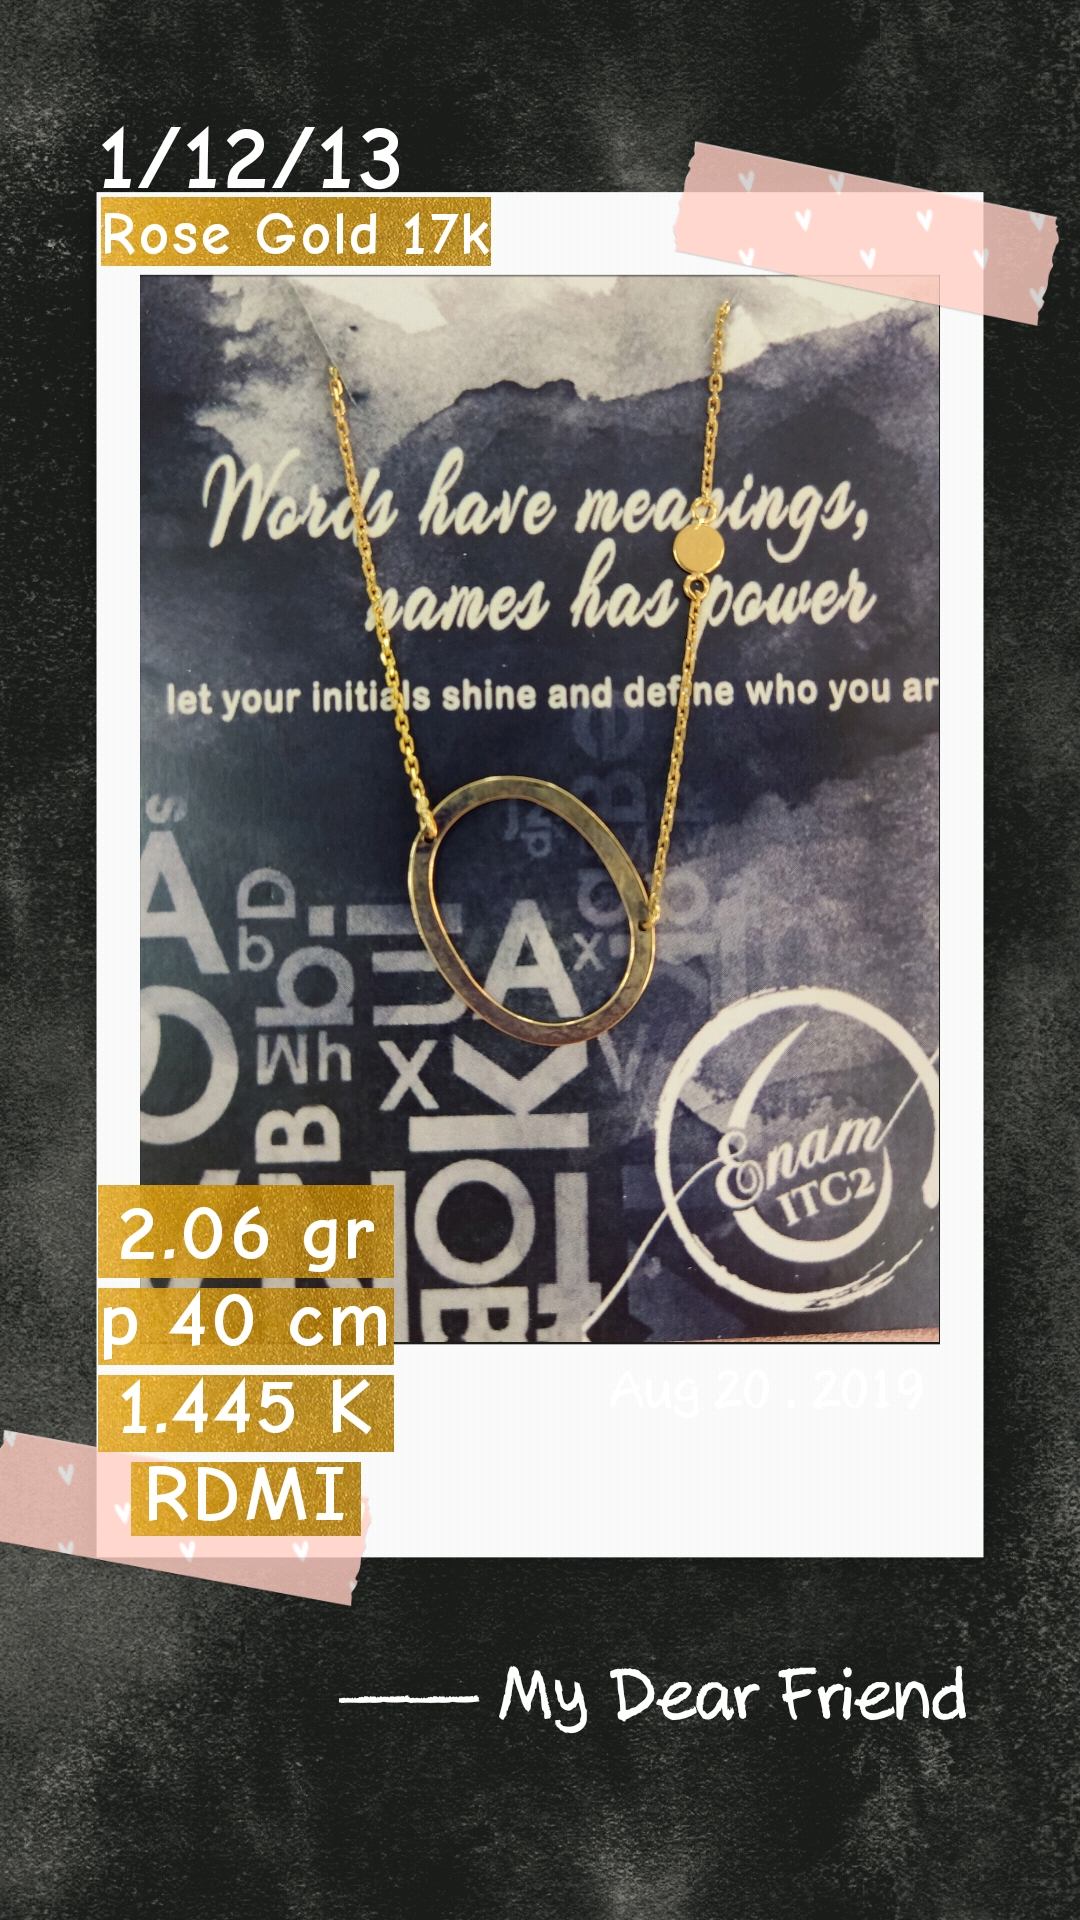 1/12/13
Rose Gold 17k
Words have meanings,
names has power
let your initials shine and define who you ar
Enam
ITC2
2.06 gr
p 40 cm
1.445 K
RDMI
Aug 20 . 2019
My Dear Friend